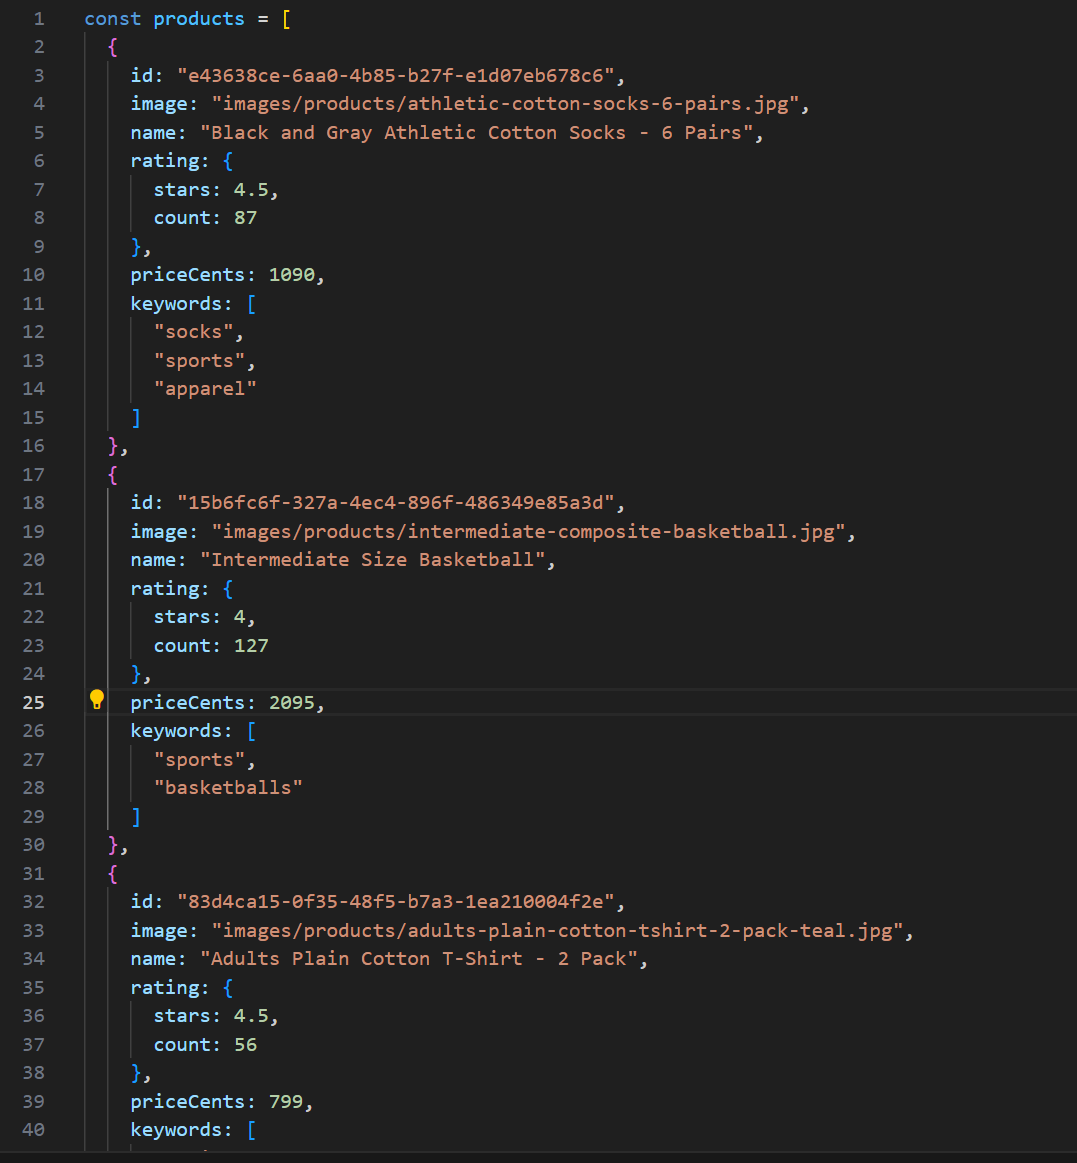 1 const products = [
2 {
3 id: "e43638ce-6aa0-4b85-b27f-e1d07eb678c6",
4 image: "images/products/athletic-cotton-socks-6-pairs.jpg",
5 name: "Black and Gray Athletic Cotton Socks - 6 Pairs",
6 rating: {
7 stars: 4.5,
8 count: 87
9 },
10 priceCents: 1090,
11 keywords: [
12 "socks",
13 "sports",
14 "apparel"
15 ]
16 },
17 {
18 id: "15b6fc6f-327a-4ec4-896f-486349e85a3d",
19 image: "images/products/intermediate-composite-basketball.jpg",
20 name: "Intermediate Size Basketball",
21 rating: {
22 stars: 4,
23 count: 127
24 },
25 priceCents: 2095,
26 keywords: [
27 "sports",
28 "basketballs"
29 ]
30 },
31 {
32 id: "83d4ca15-0f35-48f5-b7a3-1ea210004f2e",
33 image: "images/products/adults-plain-cotton-tshirt-2-pack-teal.jpg",
34 name: "Adults Plain Cotton T-Shirt - 2 Pack",
35 rating: {
36 stars: 4.5,
37 count: 56
38 },
39 priceCents: 799,
40 keywords: [